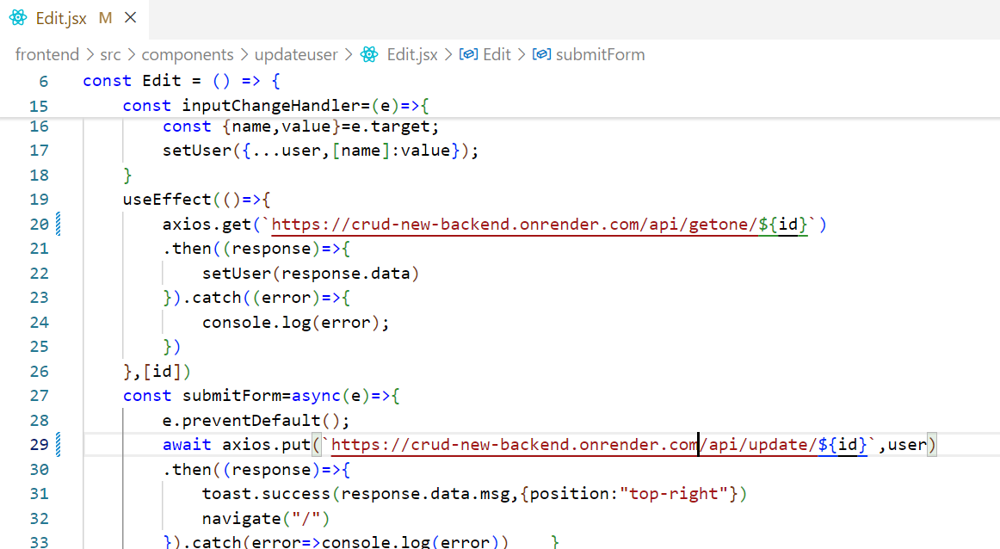 Edit.jsx M
frontend > src > components > updateuser > Edit.jsx > Edit > submitForm
6 const Edit = () => {
15 const inputChangeHandler=(e)=>{
16 const {name,value}=e.target;
17 setUser({...user,[name]:value});
18 }
19 useEffect(()=>{
20 axios.get(`https://crud-new-backend.onrender.com/api/getone/${id}`)
21 .then((response)=>{
22 setUser(response.data)
23 }).catch((error)=>{
24 console.log(error);
25 })
26 },[id])
27 const submitForm=async(e)=>{
28 e.preventDefault();
29 await axios.put(`https://crud-new-backend.onrender.com/api/update/${id}`,user)
30 .then((response)=>{
31 toast.success(response.data.msg,{position:"top-right"})
32 navigate("/")
33 }).catch(error=>console.log(error)) }